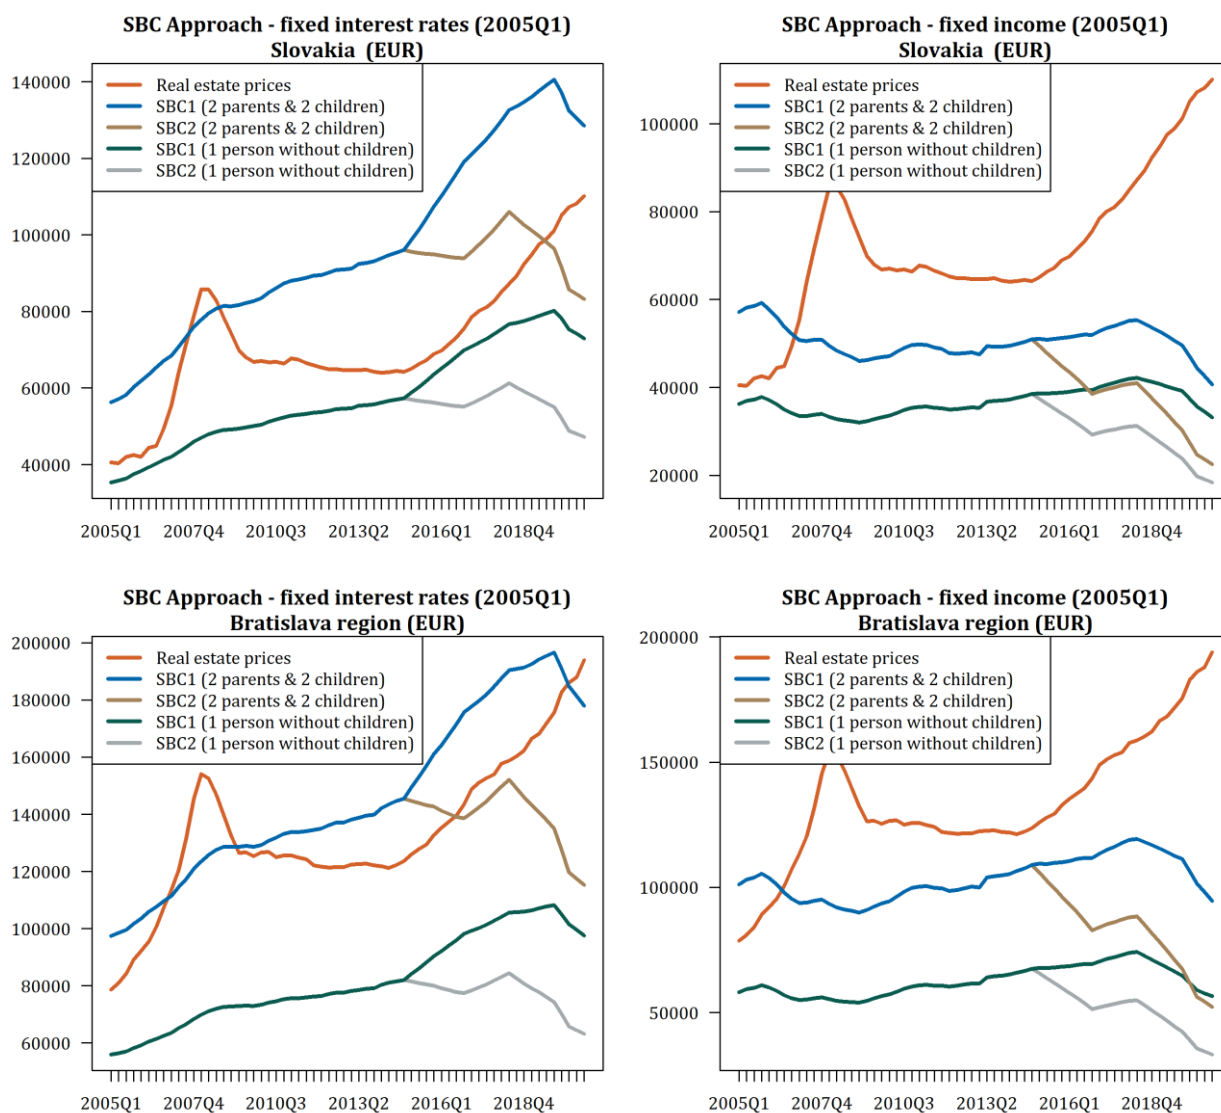 SBC Approach - fixed interest rates (2005Q1)
Slovakia (EUR)
Real estate prices
SBC1 (2 parents & 2 children)
SBC2 (2 parents & 2 children)
SBC1 (1 person without children)
SBC2 (1 person without children)
140000
120000
100000
80000
60000
40000
2005Q1 2007Q4 2010Q3 2013Q2 2016Q1 2018Q4
SBC Approach - fixed income (2005Q1)
Slovakia (EUR)
Real estate prices
SBC1 (2 parents & 2 children)
SBC2 (2 parents & 2 children)
SBC1 (1 person without children)
SBC2 (1 person without children)
100000
80000
60000
40000
20000
2005Q1 2007Q4 2010Q3 2013Q2 2016Q1 2018Q4
SBC Approach - fixed interest rates (2005Q1)
Bratislava region (EUR)
Real estate prices
SBC1 (2 parents & 2 children)
SBC2 (2 parents & 2 children)
SBC1 (1 person without children)
SBC2 (1 person without children)
200000
180000
160000
140000
120000
100000
80000
60000
2005Q1 2007Q4 2010Q3 2013Q2 2016Q1 2018Q4
SBC Approach - fixed income (2005Q1)
Bratislava region (EUR)
Real estate prices
SBC1 (2 parents & 2 children)
SBC2 (2 parents & 2 children)
SBC1 (1 person without children)
SBC2 (1 person without children)
200000
150000
100000
50000
2005Q1 2007Q4 2010Q3 2013Q2 2016Q1 2018Q4